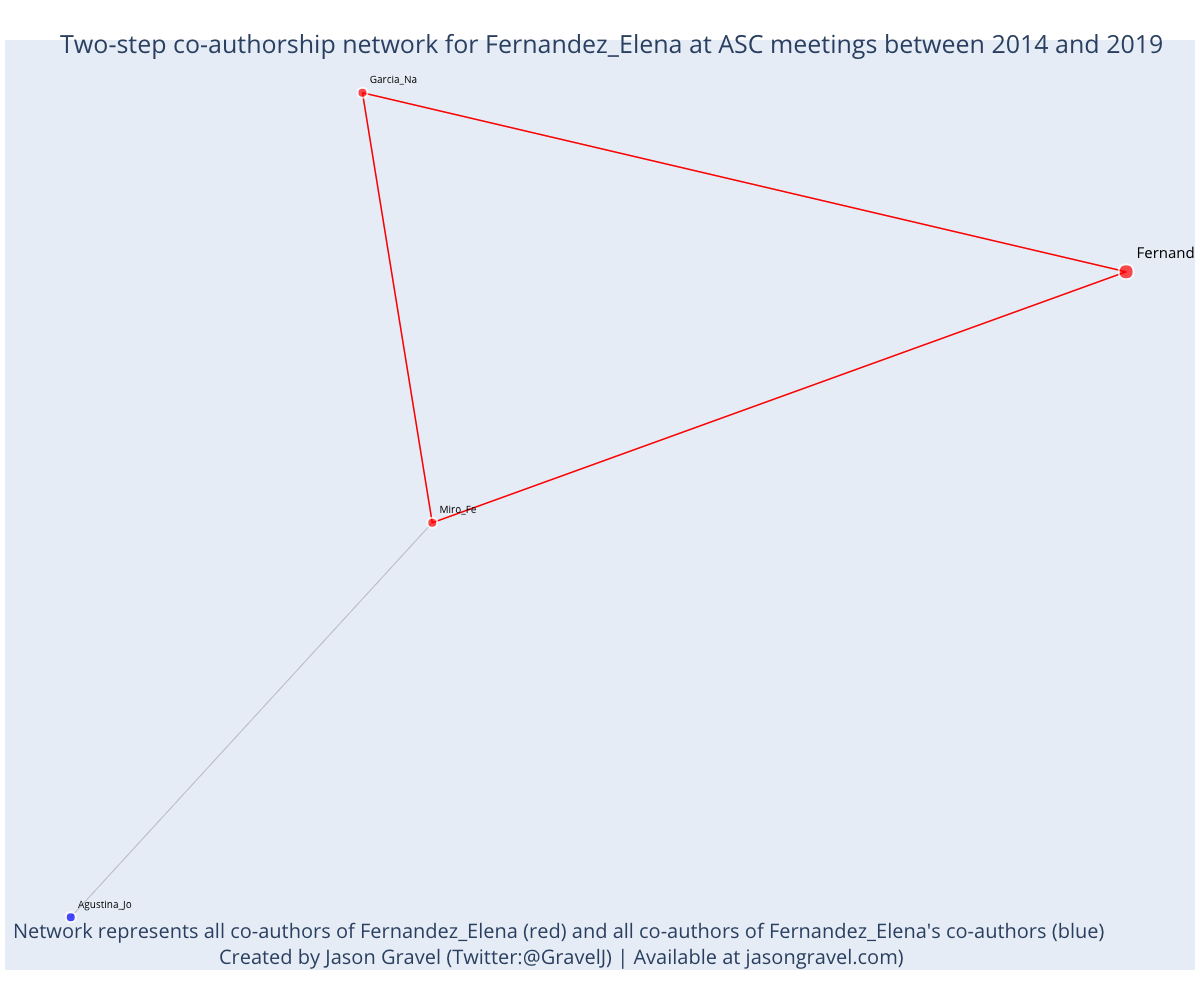 Two-step co-authorship network for Fernandez_Elena at ASC meetings between 2014 and 2019
Garcia_Na
Fernand
Miro_Fe
Agustina_Jo
Network represents all co-authors of Fernandez_Elena (red) and all co-authors of Fernandez_Elena's co-authors (blue)
Created by Jason Gravel (Twitter:@GravelJ) | Available at jasongravel.com)